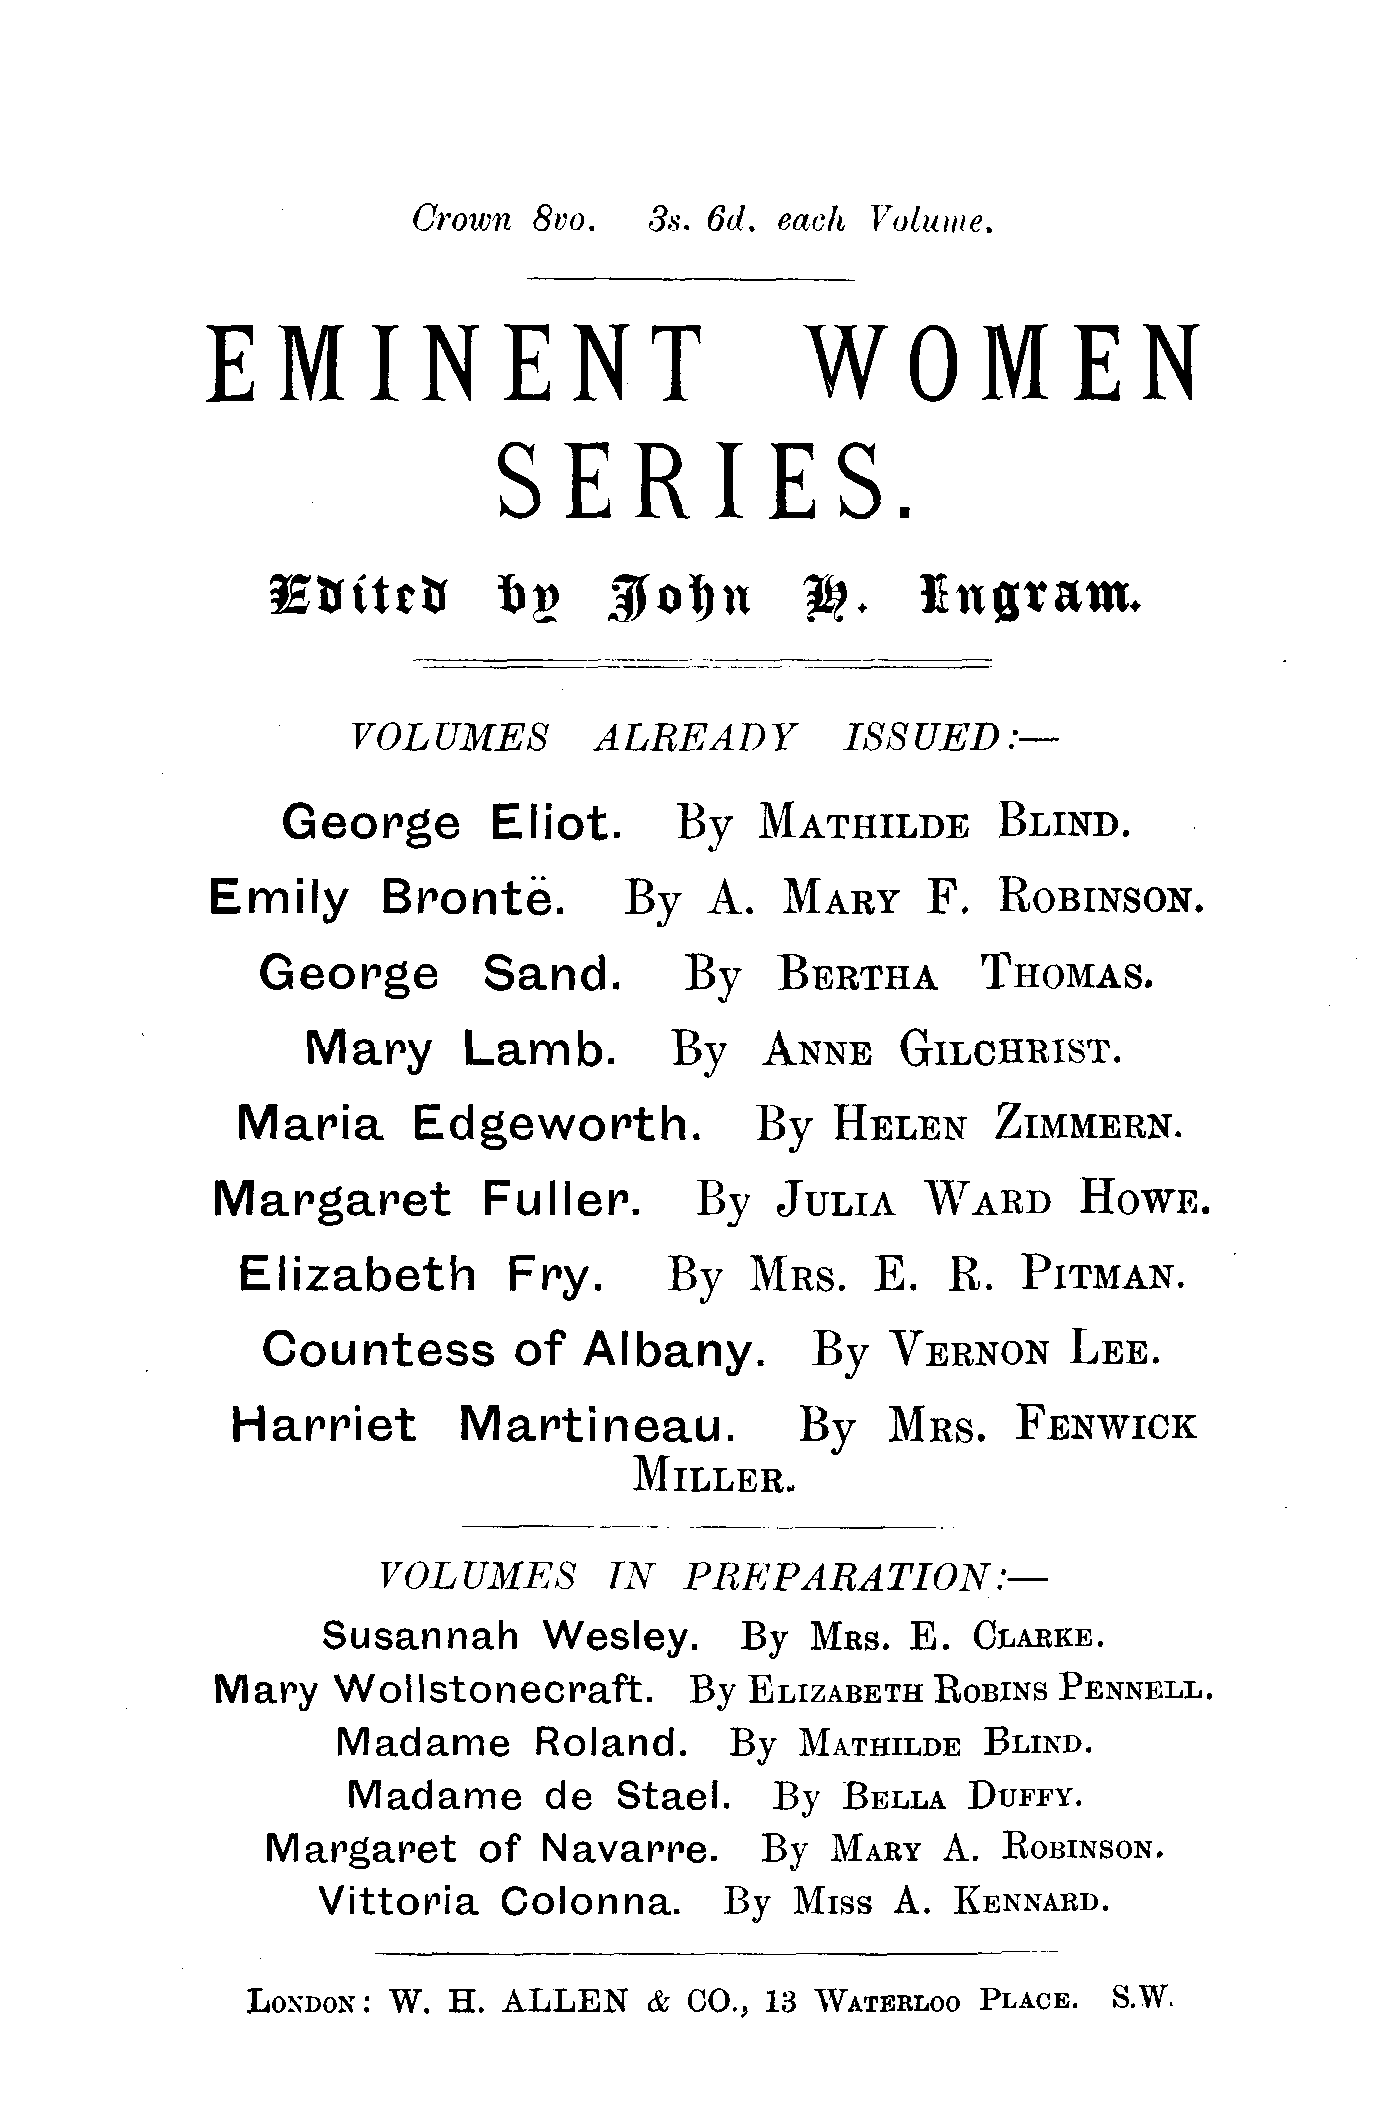 Crown 8vo. 3s. 6d. each Volume.
EMINENT WOMEN
SERIES.
Edited by John H. Ingram.
VOLUMES ALREADY ISSUED:—
George Eliot. By MATHILDE BLIND.
Emily Brontë. By A. MARY F. ROBINSON.
George Sand. By BERTHA THOMAS.
Mary Lamb. By ANNE GILCHRIST.
Maria Edgeworth. By HELEN ZIMMERN.
Margaret Fuller. By JULIA WARD HOWE.
Elizabeth Fry. By MRS. E. R. PITMAN.
Countess of Albany. By VERNON LEE.
Harriet Martineau. By MRS. FENWICK
MILLER.
VOLUMES IN PREPARATION:—
Susannah Wesley. By MRS. E. CLARKE.
Mary Wollstonecraft. By ELIZABETH ROBINS PENNELL.
Madame Roland. By MATHILDE BLIND.
Madame de Stael. By BELLA DUFFY.
Margaret of Navarre. By MARY A. ROBINSON.
Vittoria Colonna. By MISS A. KENNARD.
LONDON: W. H. ALLEN & CO., 13 WATERLOO PLACE. S.W.